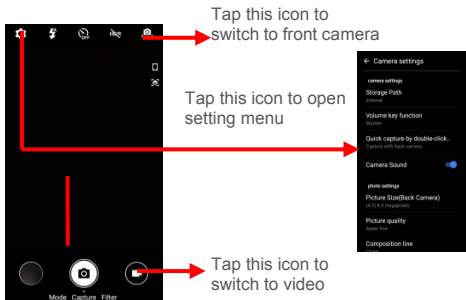 Tap this icon to
switch to front camera
OFF
HDR
Tap this icon to open
setting menu
Mode Capture Filter
Tap this icon to
switch to video
← Camera settings
camera settings
Storage Path
Internal
Volume key function
Shutter
Quick capture by double-click..
Capture with back camera
Camera Sound
photo settings
Picture Size(Back Camera)
(4:3) 8.0 megapixels
Picture quality
Super fine
Composition line